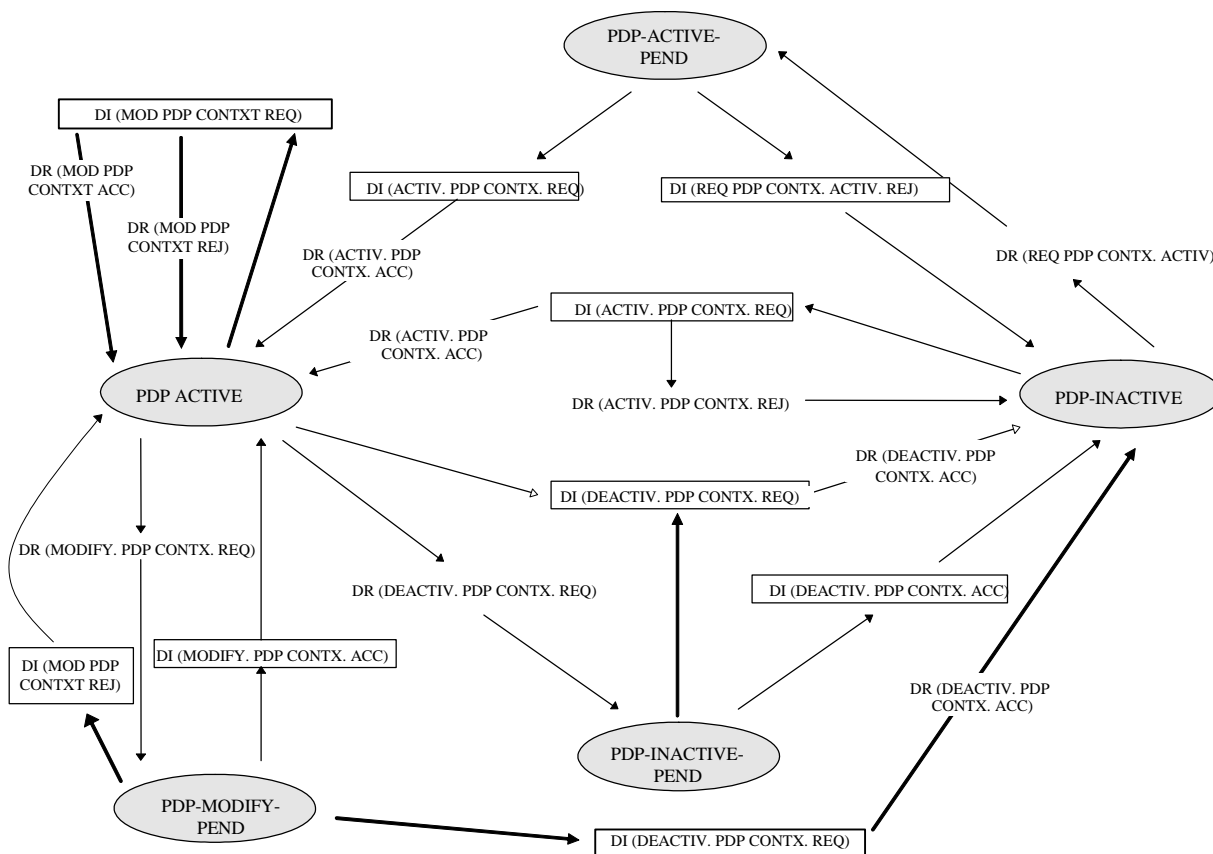 PDP-ACTIVE-
PEND
DI (MOD PDP CONTXT REQ)
DR (MOD PDP
CONTXT ACC)
DI (ACTIV. PDP CONTX. REQ)
DI (REQ PDP CONTX. ACTIV. REJ)
DR (MOD PDP
CONTXT REJ)
DR (ACTIV. PDP
CONTX. ACC)
DR (REQ PDP CONTX. ACTIV)
DI (ACTIV. PDP CONTX. REQ)
DR (ACTIV. PDP
CONTX. ACC)
PDP ACTIVE
DR (ACTIV. PDP CONTX. REJ)
PDP-INACTIVE
DR (DEACTIV. PDP
CONTX. ACC)
DI (DEACTIV. PDP CONTX. REQ)
DR (MODIFY. PDP CONTX. REQ)
DR (DEACTIV. PDP CONTX. REQ)
DI (DEACTIV. PDP CONTX. ACC)
DI (MOD PDP
CONTXT REJ)
DI (MODIFY. PDP CONTX. ACC)
DR (DEACTIV. PDP
CONTX. ACC)
PDP-INACTIVE-
PEND
PDP-MODIFY-
PEND
DI (DEACTIV. PDP CONTX. REQ)